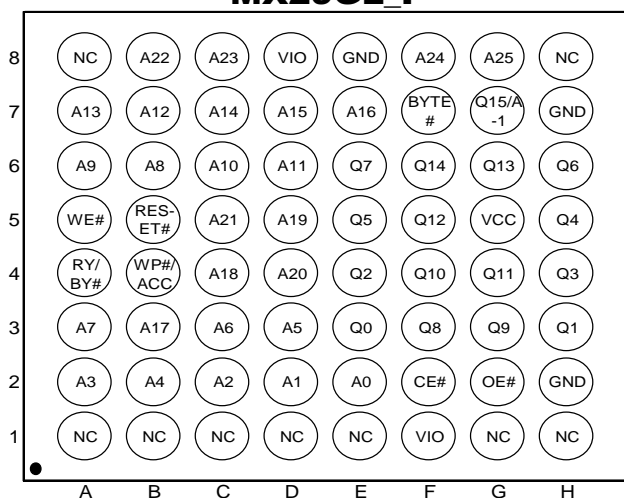 8 NC A22 A23 VIO GND A24 A25 NC
7 A13 A12 A14 A15 A16 BYTE# Q15/A-1 GND
6 A9 A8 A10 A11 Q7 Q14 Q13 Q6
5 WE# RES-ET# A21 A19 Q5 Q12 VCC Q4
4 RY/BY# WP#/ACC A18 A20 Q2 Q10 Q11 Q3
3 A7 A17 A6 A5 Q0 Q8 Q9 Q1
2 A3 A4 A2 A1 A0 CE# OE# GND
1 NC NC NC NC NC VIO NC NC
A B C D E F G H